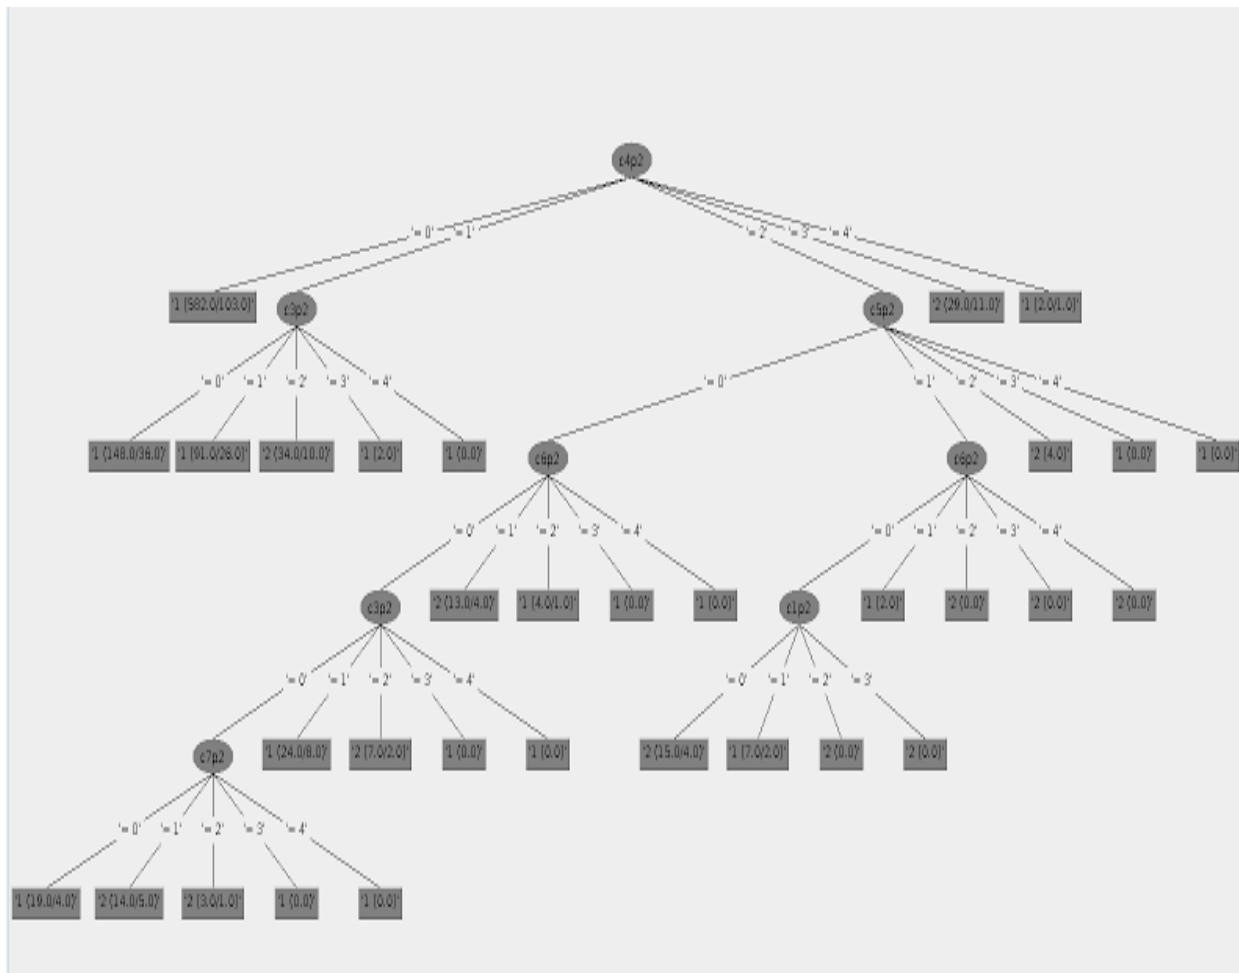 c4p2
'= 0' '= 1' '= 2' '= 3' '= 4'
'1 (582.0/103.0)' c3p2 c5p2 '2 (29.0/11.0)' '1 (2.0/1.0)'
'= 0' '= 1' '= 2' '= 3' '= 4' '= 0' '= 1' '= 2' '= 3' '= 4'
'1 (148.0/36.0)' '1 (91.0/26.0)' '2 (34.0/10.0)' '1 (2.0)' '1 (0.0)' c6p2 c6p2 '2 (4.0)' '1 (0.0)' '1 (0.0)'
'= 0' '= 1' '= 2' '= 3' '= 4' '= 0' '= 1' '= 2' '= 3' '= 4'
c3p2 '2 (13.0/4.0)' '1 (4.0/1.0)' '1 (0.0)' '1 (0.0)' c1p2 '1 (2.0)' '2 (0.0)' '2 (0.0)' '2 (0.0)'
'= 0' '= 1' '= 2' '= 3' '= 4' '= 0' '= 1' '= 2' '= 3'
c7p2 '1 (24.0/8.0)' '2 (7.0/2.0)' '1 (0.0)' '1 (0.0)' '2 (15.0/4.0)' '1 (7.0/2.0)' '2 (0.0)' '2 (0.0)'
'= 0' '= 1' '= 2' '= 3' '= 4'
'1 (19.0/4.0)' '2 (14.0/5.0)' '2 (3.0/1.0)' '1 (0.0)' '1 (0.0)'